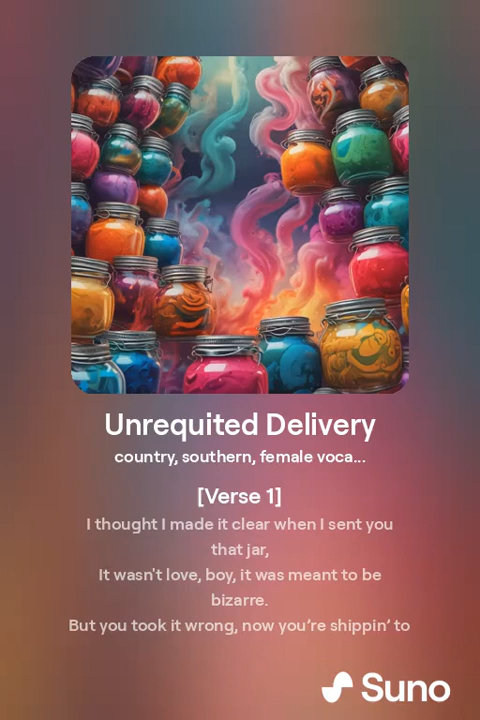 Unrequited Delivery
country, southern, female voca...
[Verse 1]
I thought I made it clear when I sent you
that jar,
It wasn't love, boy, it was meant to be
bizarre.
But you took it wrong, now you’re shippin’ to
Suno